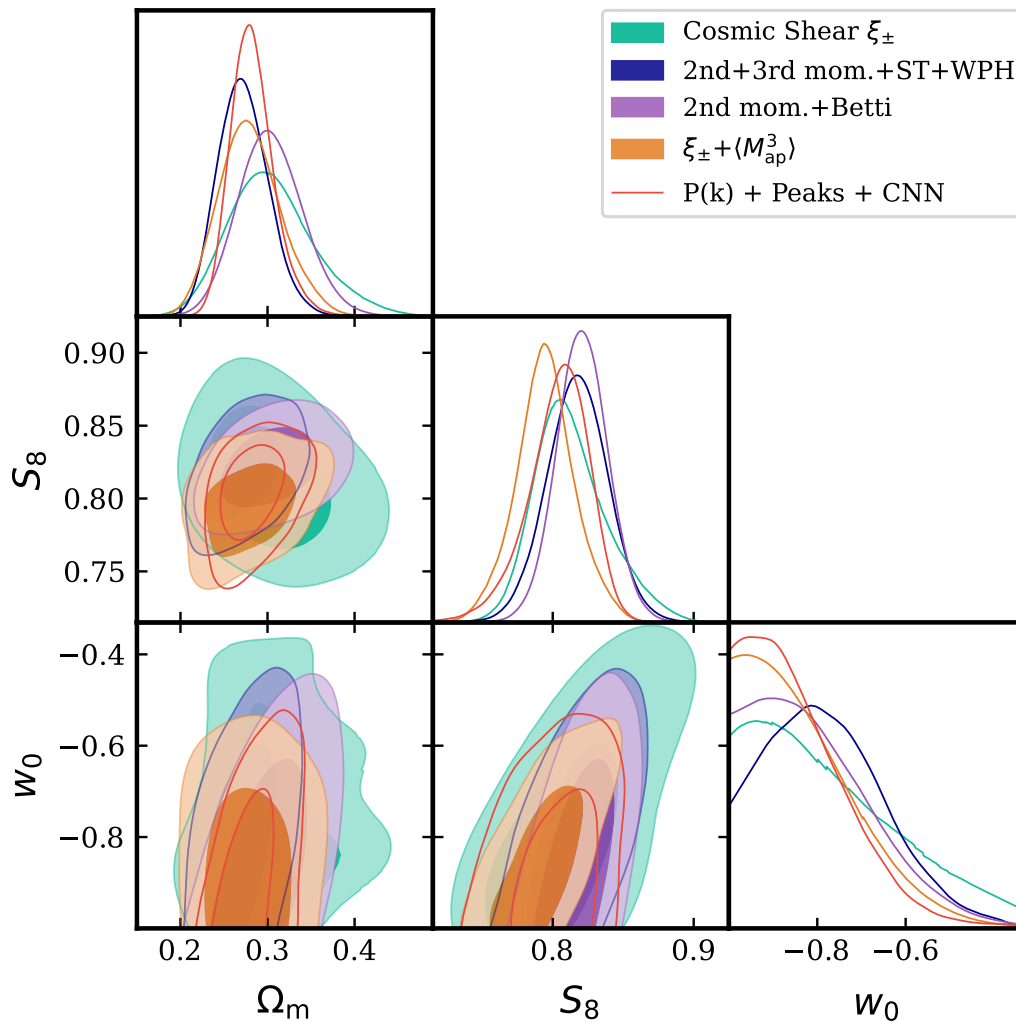 Cosmic Shear ξ±
2nd+3rd mom.+ST+WPH
2nd mom.+Betti
ξ±+⟨M³ap⟩
P(k) + Peaks + CNN
0.90
0.85
0.80
0.75
S₈
−0.4
−0.6
−0.8
w₀
0.2 0.3 0.4
0.8 0.9
−0.8 −0.6
Ωm
S₈
w₀